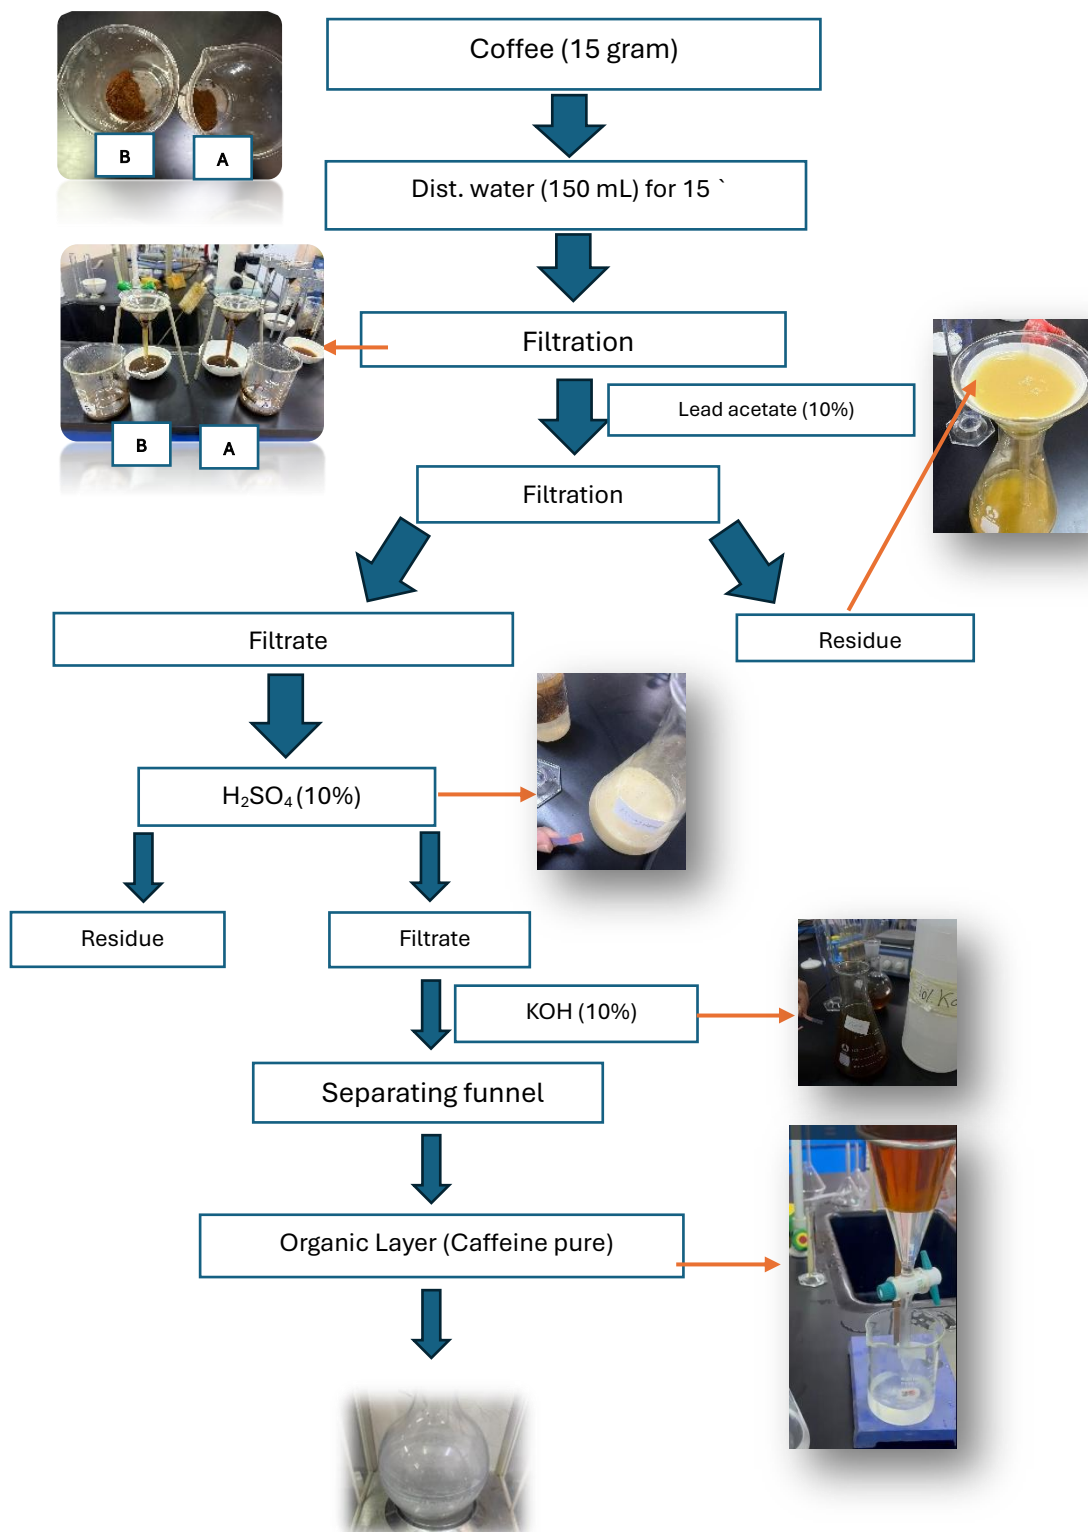 Coffee (15 gram)
B
A
Dist. water (150 mL) for 15 `
Filtration
Lead acetate (10%)
B
A
Filtration
Filtrate
Residue
H₂SO₄ (10%)
Residue
Filtrate
KOH (10%)
Separating funnel
Organic Layer (Caffeine pure)